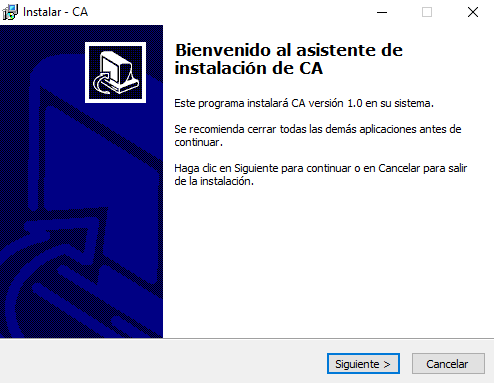 Instalar - CA
Bienvenido al asistente de
instalación de CA
Este programa instalará CA versión 1.0 en su sistema.
Se recomienda cerrar todas las demás aplicaciones antes de
continuar.
Haga clic en Siguiente para continuar o en Cancelar para salir
de la instalación.
Siguiente >
Cancelar